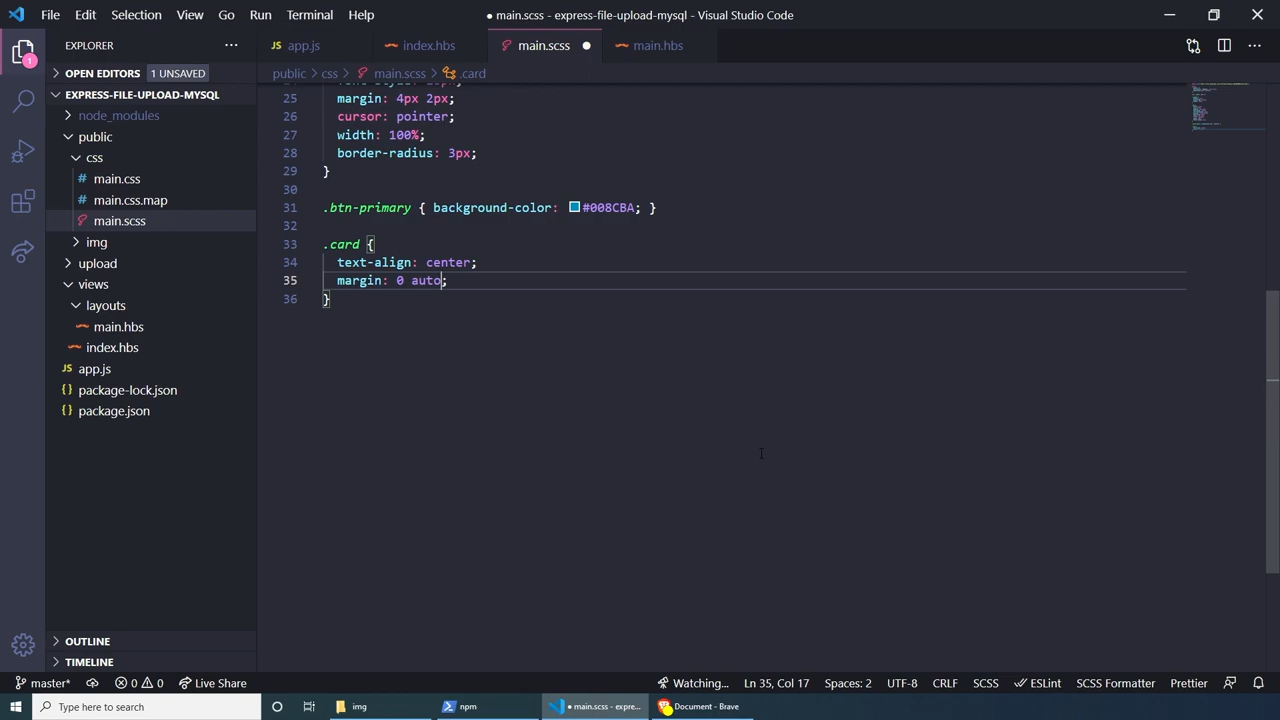 File Edit Selection View Go Run Terminal Help
● main.scss - express-file-upload-mysql - Visual Studio Code
EXPLORER
app.js
index.hbs
main.scss
main.hbs
OPEN EDITORS 1 UNSAVED
public > css > main.scss > .card
EXPRESS-FILE-UPLOAD-MYSQL
node_modules
public
css
main.css
main.css.map
main.scss
img
upload
views
layouts
main.hbs
index.hbs
JS app.js
{} package-lock.json
{} package.json
OUTLINE
TIMELINE
25 margin: 4px 2px;
26 cursor: pointer;
27 width: 100%;
28 border-radius: 3px;
29 }
30
31 .btn-primary { background-color: #008CBA; }
32
33 .card {
34 text-align: center;
35 margin: 0 auto;
36 }
master* 0 0 Live Share Watching... Ln 35, Col 17 Spaces: 2 UTF-8 CRLF SCSS ESLint SCSS Formatter Prettier
Type here to search img npm ● main.scss - expre... Document - Brave
1